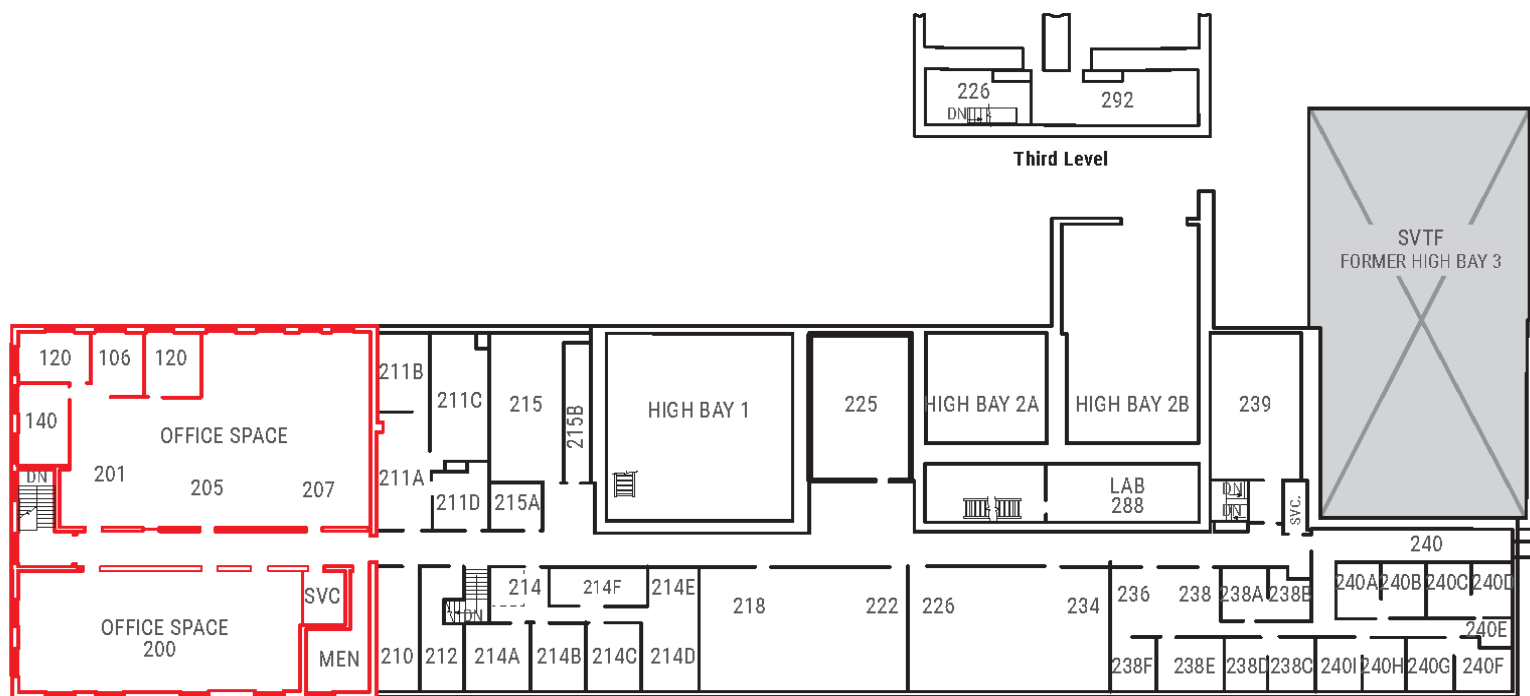 226
292
DN
Third Level
SVTF
FORMER HIGH BAY 3
120
106
120
211B
211C
215
215B
HIGH BAY 1
225
HIGH BAY 2A
HIGH BAY 2B
239
140
OFFICE SPACE
DN
201
205
207
211A
211D
215A
LAB
288
DN
DN
SVC.
240
SVC
OFFICE SPACE
200
MEN
210
212
DN
214
214F
214E
214A
214B
214C
214D
218
222
226
234
236
238
238A
238B
238F
238E
238D
238C
240A
240B
240C
240D
240E
240I
240H
240G
240F